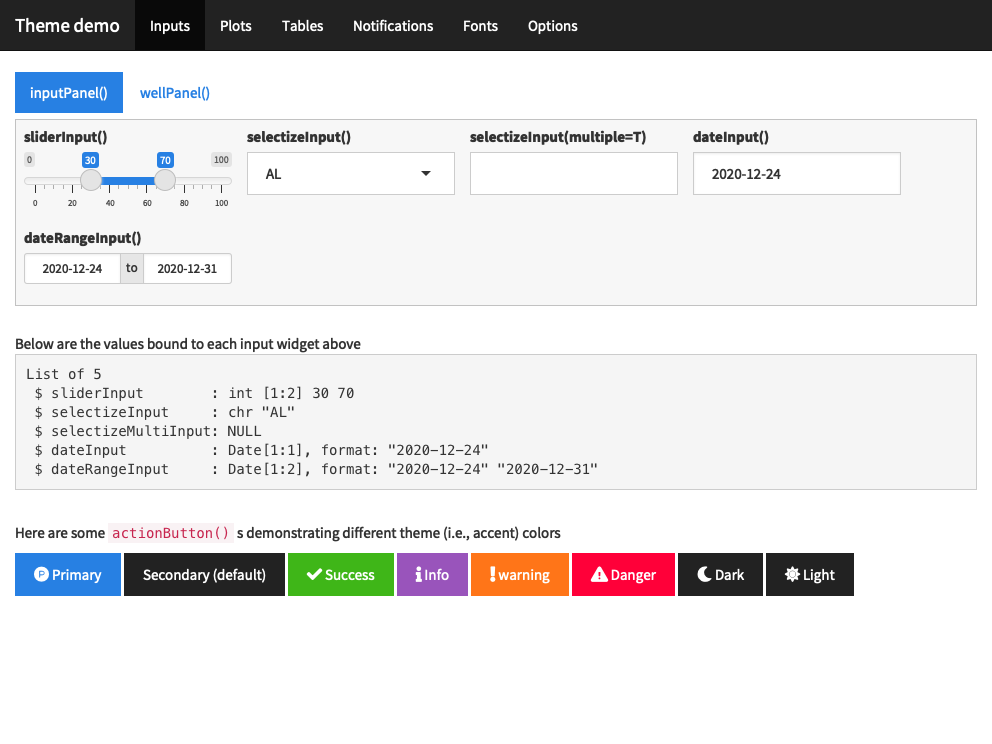 Theme demo Inputs Plots Tables Notifications Fonts Options
inputPanel() wellPanel()
sliderInput() selectizeInput() selectizeInput(multiple=T) dateInput()
0 30 70 100
AL 2020-12-24
0 20 40 60 80 100
dateRangeInput()
2020-12-24 to 2020-12-31
Below are the values bound to each input widget above
List of 5
 $ sliderInput        : int [1:2] 30 70
 $ selectizeInput     : chr "AL"
 $ selectizeMultiInput: NULL
 $ dateInput          : Date[1:1], format: "2020-12-24"
 $ dateRangeInput     : Date[1:2], format: "2020-12-24" "2020-12-31"
Here are some actionButton() s demonstrating different theme (i.e., accent) colors
P Primary Secondary (default) Success Info warning Danger Dark Light